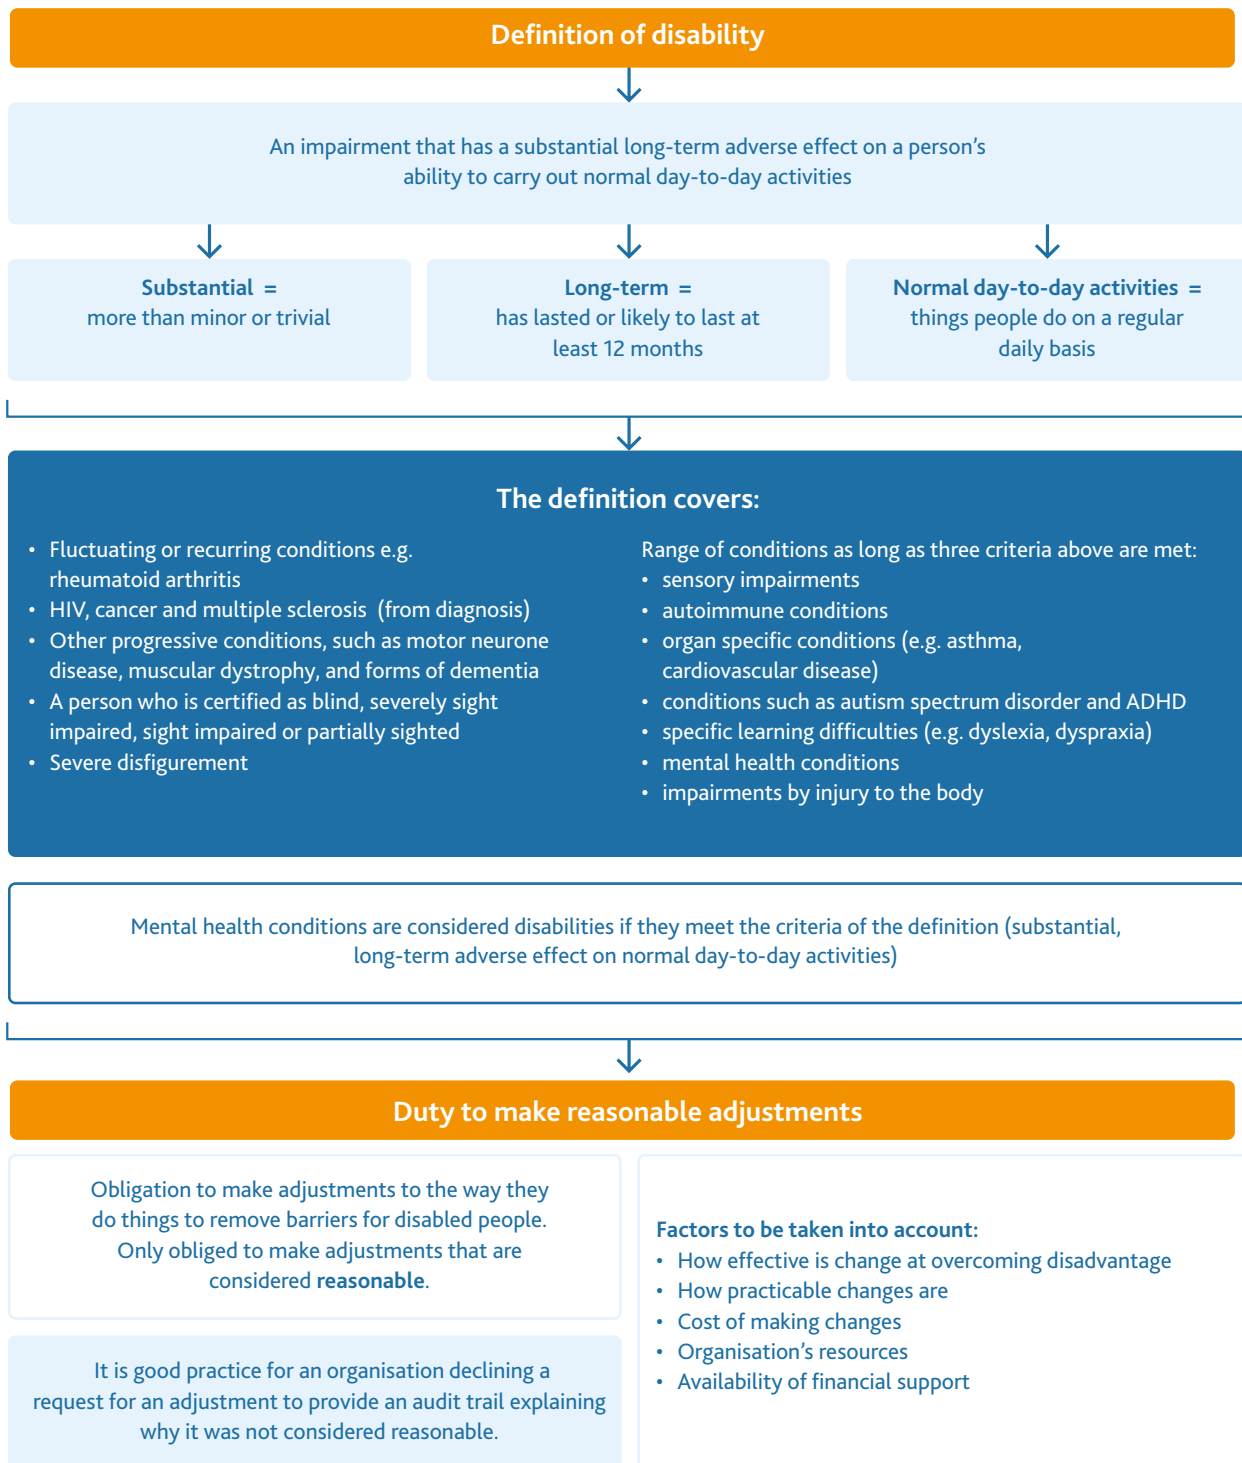 Definition of disability
An impairment that has a substantial long-term adverse effect on a person's
ability to carry out normal day-to-day activities
Substantial =
more than minor or trivial
Long-term =
has lasted or likely to last at
least 12 months
Normal day-to-day activities =
things people do on a regular
daily basis
The definition covers:
• Fluctuating or recurring conditions e.g.
rheumatoid arthritis
• HIV, cancer and multiple sclerosis (from diagnosis)
• Other progressive conditions, such as motor neurone
disease, muscular dystrophy, and forms of dementia
• A person who is certified as blind, severely sight
impaired, sight impaired or partially sighted
• Severe disfigurement
Range of conditions as long as three criteria above are met:
• sensory impairments
• autoimmune conditions
• organ specific conditions (e.g. asthma,
cardiovascular disease)
• conditions such as autism spectrum disorder and ADHD
• specific learning difficulties (e.g. dyslexia, dyspraxia)
• mental health conditions
• impairments by injury to the body
Mental health conditions are considered disabilities if they meet the criteria of the definition (substantial,
long-term adverse effect on normal day-to-day activities)
Duty to make reasonable adjustments
Obligation to make adjustments to the way they
do things to remove barriers for disabled people.
Only obliged to make adjustments that are
considered reasonable.
It is good practice for an organisation declining a
request for an adjustment to provide an audit trail explaining
why it was not considered reasonable.
Factors to be taken into account:
• How effective is change at overcoming disadvantage
• How practicable changes are
• Cost of making changes
• Organisation's resources
• Availability of financial support